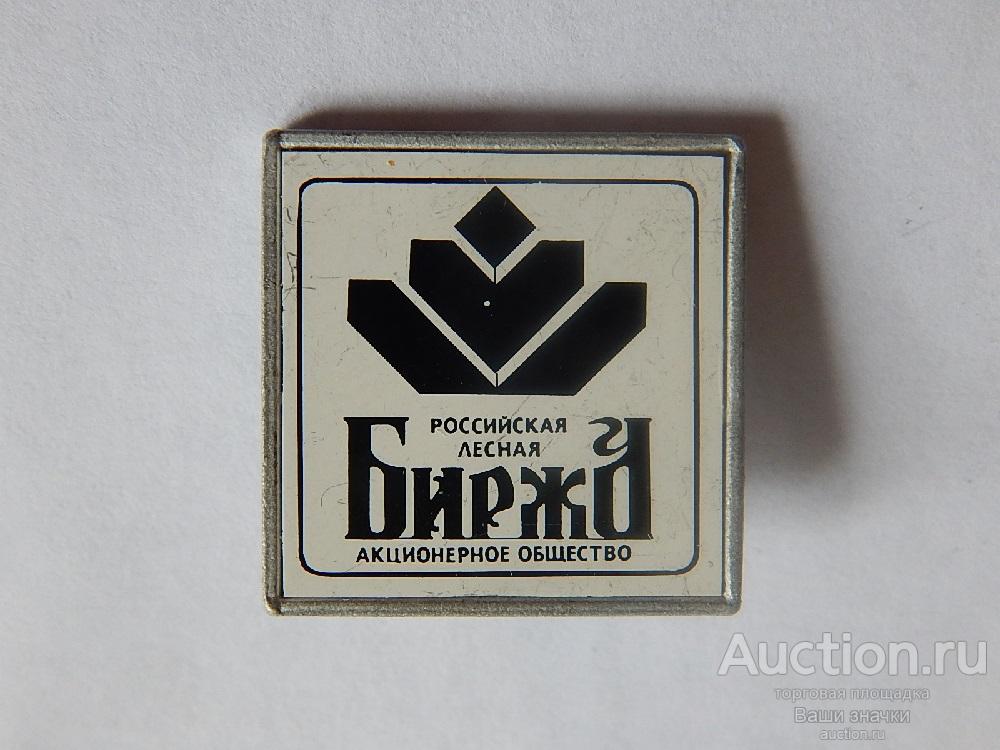 РОССИЙСКАЯ
ЛЕСНАЯ
БИРЖА
АКЦИОНЕРНОЕ ОБЩЕСТВО
Auction.ru
торговая площадка
Ваши значки
auction.ru